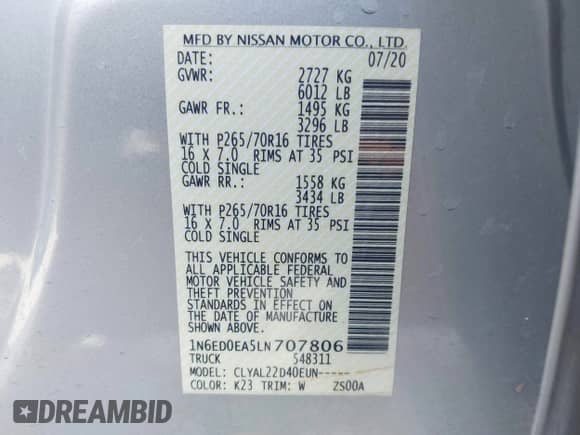 MFD BY NISSAN MOTOR CO., LTD.
DATE: 07/20
GVWR: 2727 KG
6012 LB
GAWR FR.: 1495 KG
3296 LB
WITH P265/70R16 TIRES
16 X 7.0 RIMS AT 35 PSI
COLD SINGLE
GAWR RR.: 1558 KG
3434 LB
WITH P265/70R16 TIRES
16 X 7.0 RIMS AT 35 PSI
COLD SINGLE
THIS VEHICLE CONFORMS TO
ALL APPLICABLE FEDERAL
MOTOR VEHICLE SAFETY AND
THEFT PREVENTION
STANDARDS IN EFFECT ON
THE DATE OF MANUFACTURE
SHOWN ABOVE.
1N6ED0EA5LN707806
TRUCK 548311
MODEL: CLYAL22D40EUN-----
COLOR: K23 TRIM: W ZS00A
DREAMBID
DREAMBID